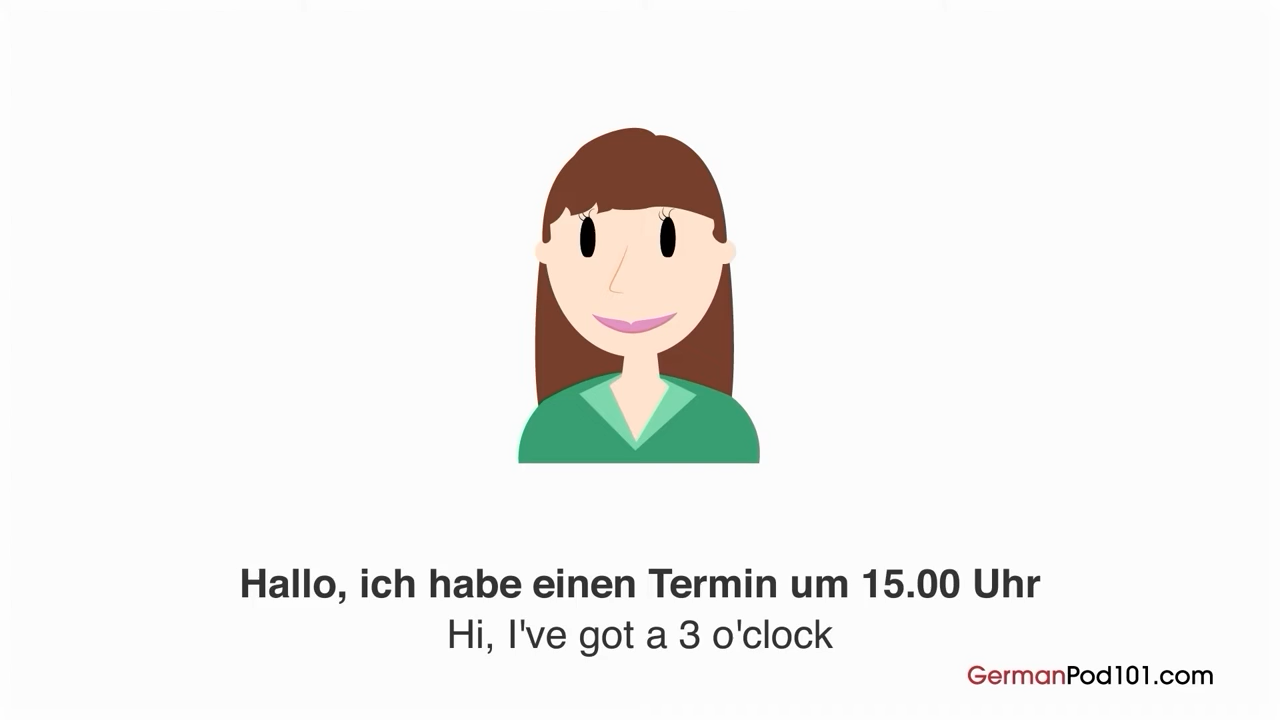 Hallo, ich habe einen Termin um 15.00 Uhr
Hi, I've got a 3 o'clock
GermanPod101.com